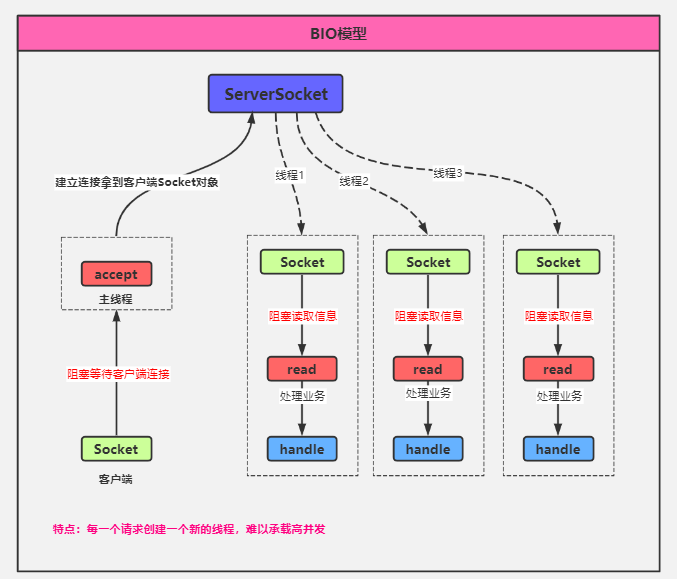 BIO模型
ServerSocket
线程1
线程2
线程3
建立连接拿到客户端Socket对象
accept
主线程
阻塞等待客户端连接
Socket
客户端
Socket
阻塞读取信息
read
处理业务
handle
Socket
阻塞读取信息
read
处理业务
handle
Socket
阻塞读取信息
read
处理业务
handle
特点：每一个请求创建一个新的线程，难以承载高并发